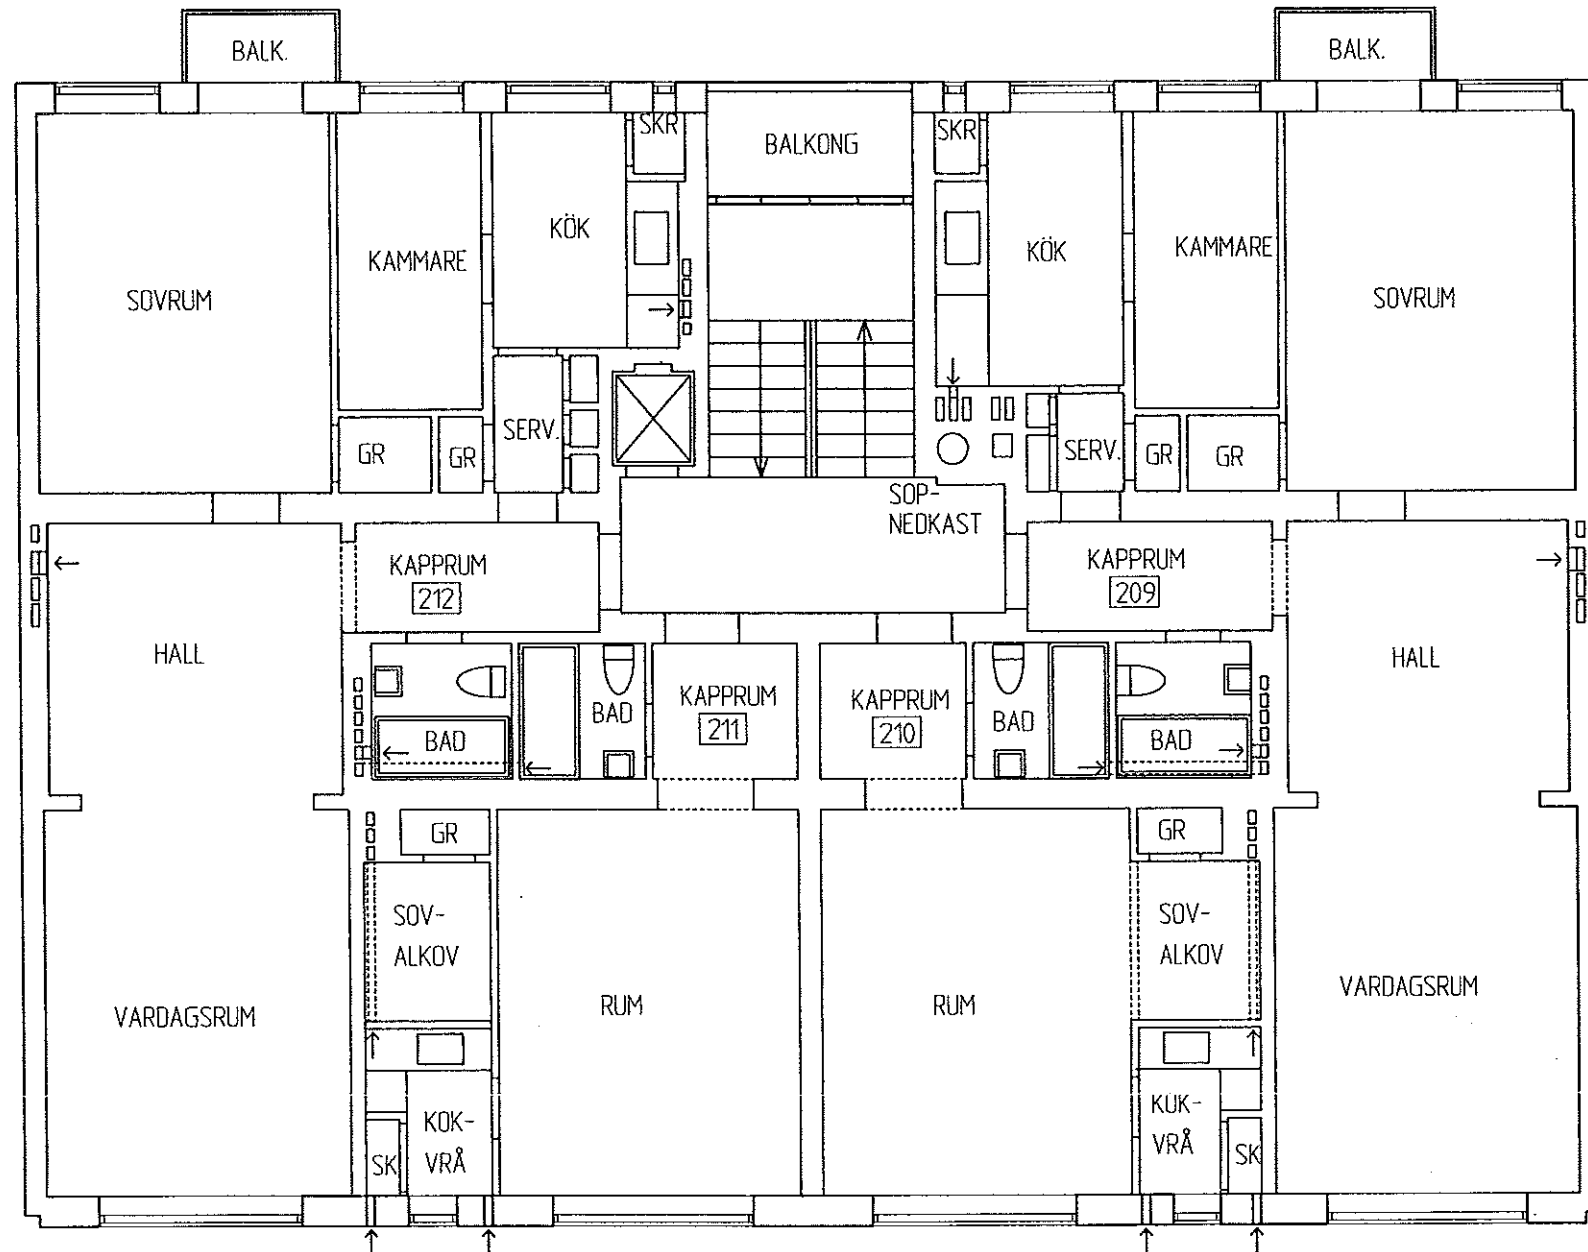 BALK.
BALK.
SKR
SKR
BALKONG
KÖK
KÖK
KAMMARE
KAMMARE
SOVRUM
SOVRUM
SERV.
SERV.
GR
GR
GR
GR
SOP-
NEDKAST
KAPPRUM
212
KAPPRUM
209
HALL
HALL
BAD
BAD
KAPPRUM
211
KAPPRUM
210
BAD
BAD
GR
GR
SOV-
ALKOV
SOV-
ALKOV
VARDAGSRUM
RUM
RUM
VARDAGSRUM
KOK-
VRÅ
KOK-
VRÅ
SK
SK